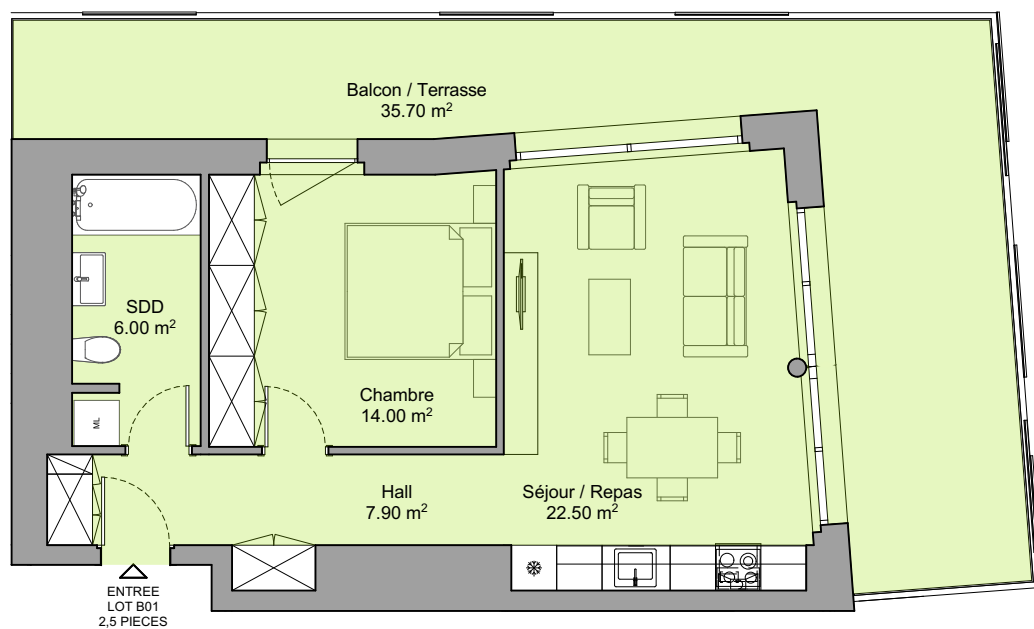 Balcon / Terrasse
35.70 m²
SDD
6.00 m²
Chambre
14.00 m²
ML
Hall
7.90 m²
Séjour / Repas
22.50 m²
ENTREE
LOT B01
2,5 PIECES